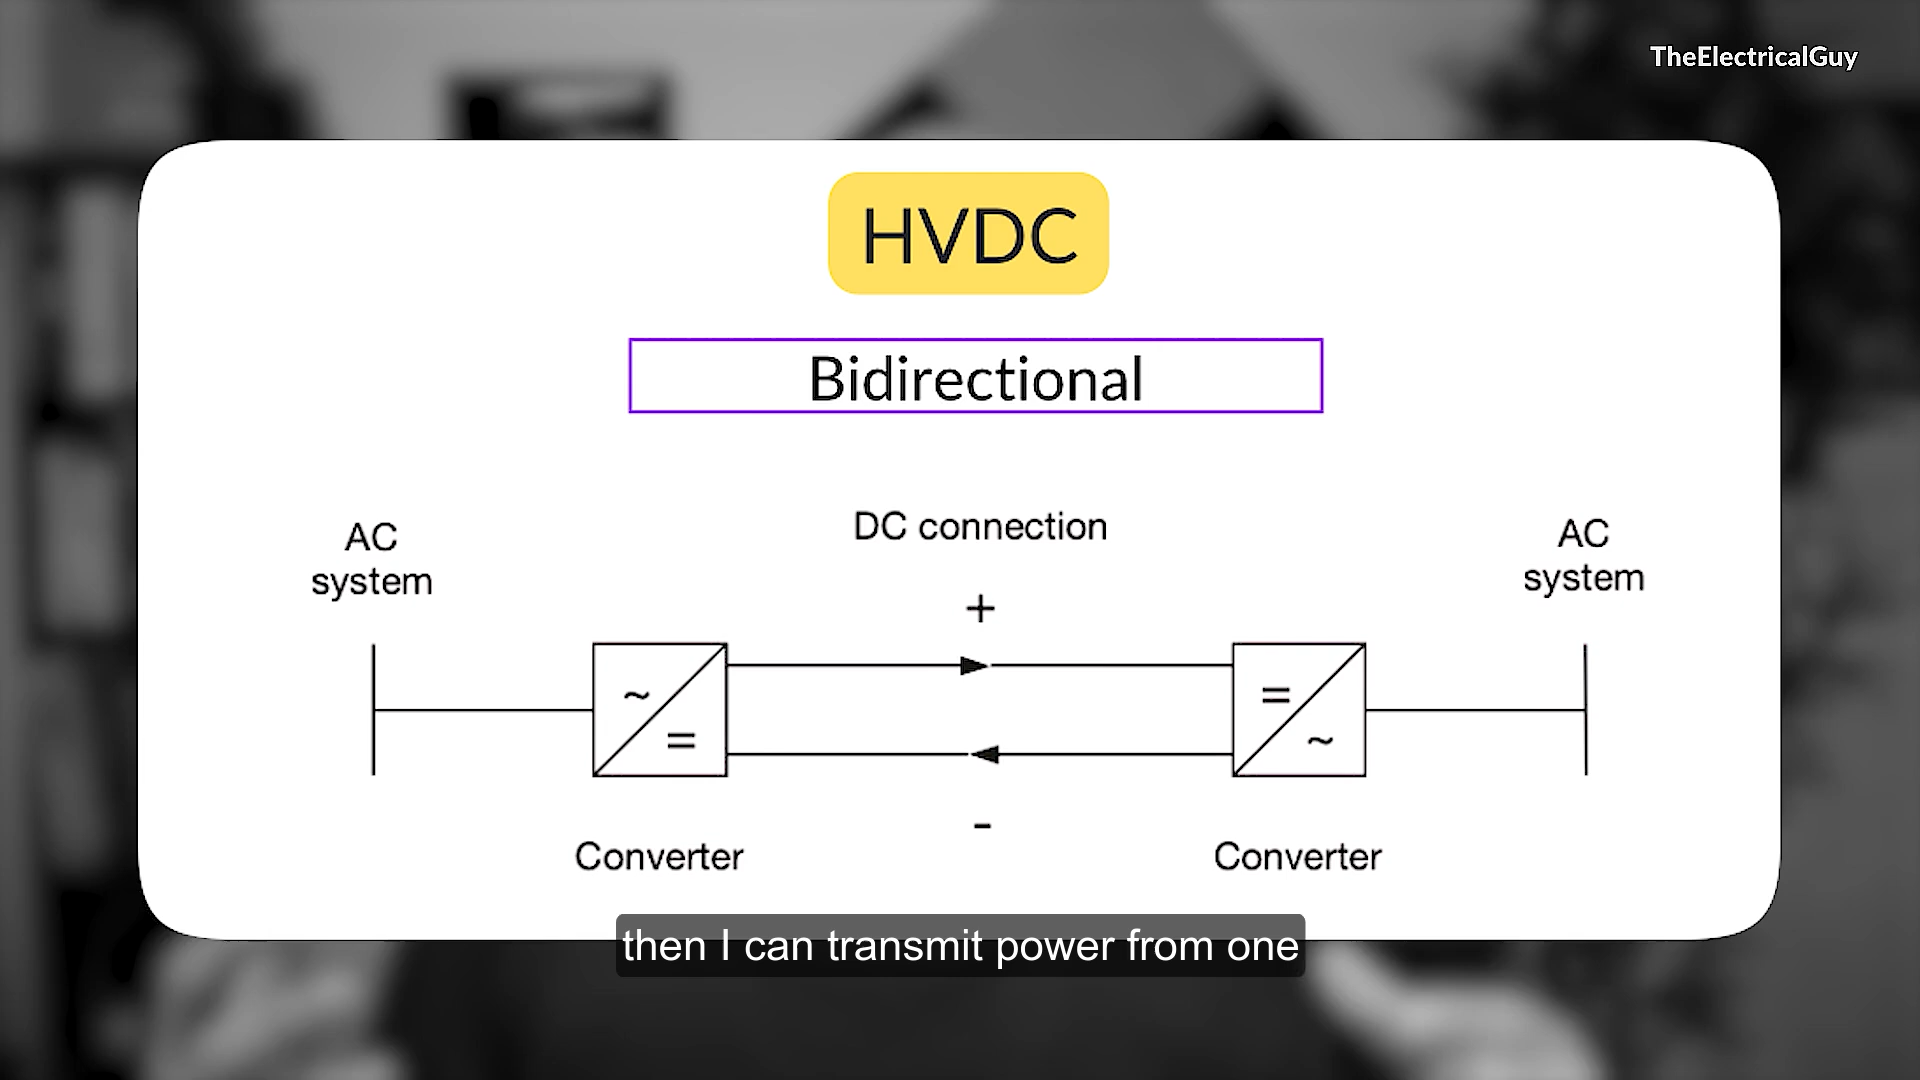 TheElectricalGuy
HVDC
Bidirectional
DC connection
AC
system
AC
system
+
~
=
=
~
-
Converter
Converter
then I can transmit power from one